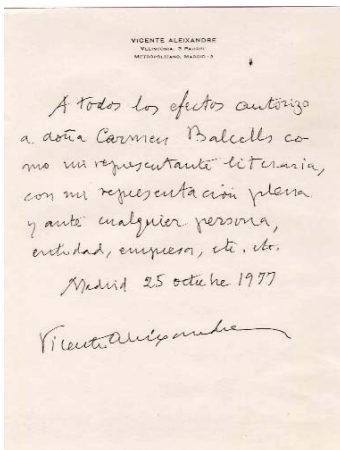 VICENTE ALEIXANDRE
VELINTONIA, 3 PARQUE
METROPOLITANO, MADRID-3
A todos los efectos autorizo
a doña Carmen Balcells co
mo mi representante literaria,
con mi representación plena
y ante cualquier persona,
entidad, empresa, etc. etc.
Madrid 25 octubre 1977
Vicente Aleixandre